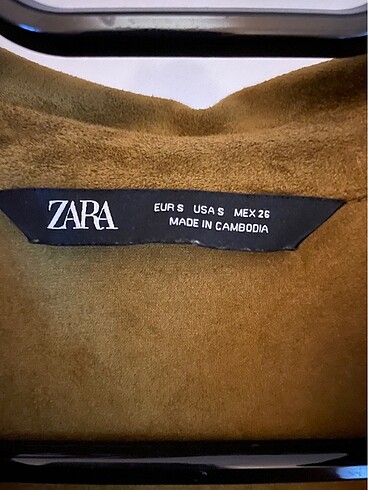 ZARA
EUR S USA S MEX 26
MADE IN CAMBODIA